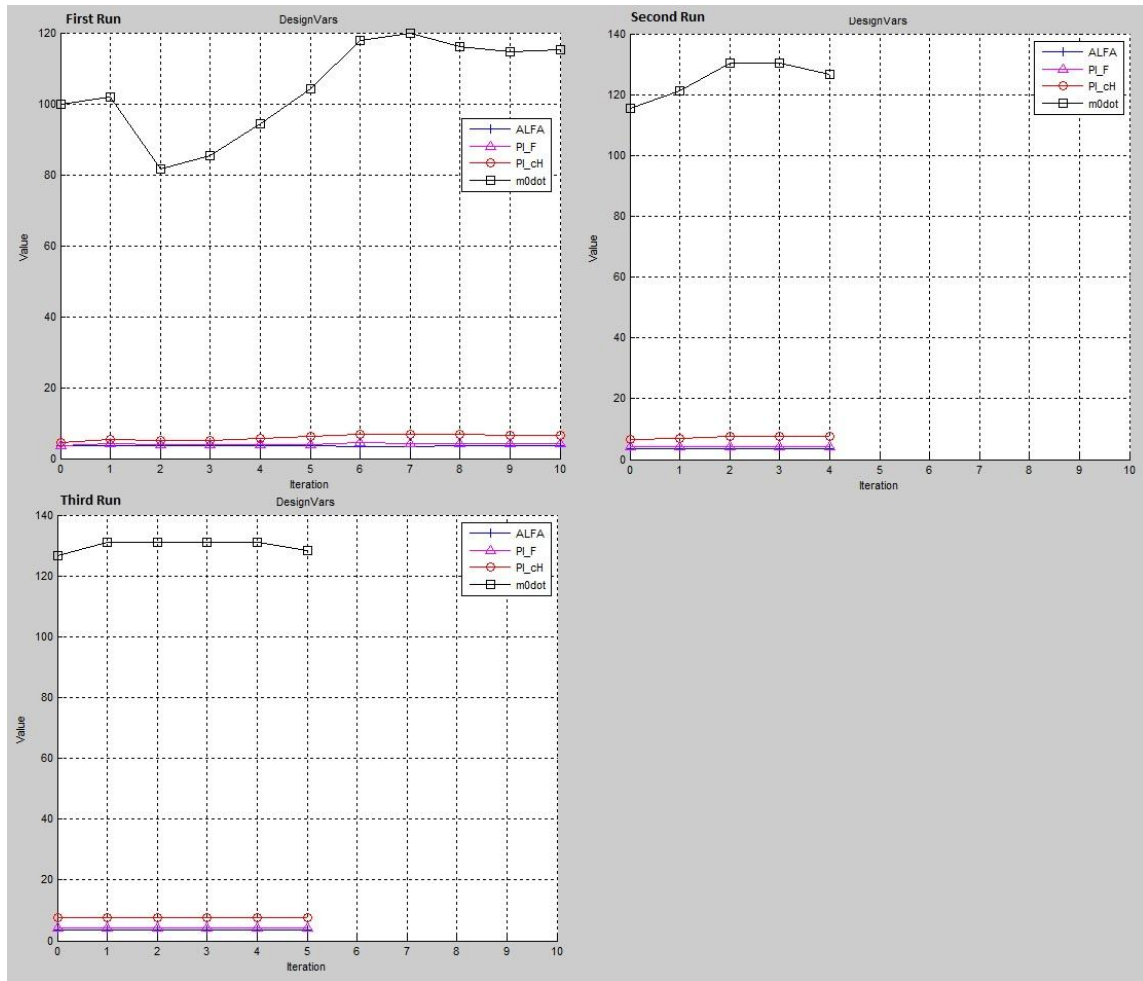 First Run
DesignVars
120
100
80
60
40
20
0
Value
0 1 2 3 4 5 6 7 8 9 10
Iteration
ALFA
PI_F
PI_cH
m0dot
Second Run
DesignVars
140
120
100
80
60
40
20
0
Value
0 1 2 3 4 5 6 7 8 9 10
Iteration
ALFA
PI_F
PI_cH
m0dot
Third Run
DesignVars
140
120
100
80
60
40
20
0
Value
0 1 2 3 4 5 6 7 8 9 10
Iteration
ALFA
PI_F
PI_cH
m0dot